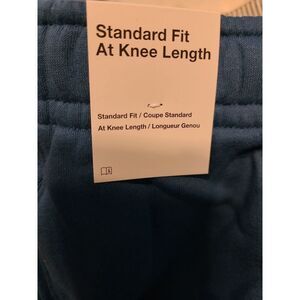 Standard Fit
At Knee Length
Standard Fit / Coupe Standard
At Knee Length / Longueur Genou